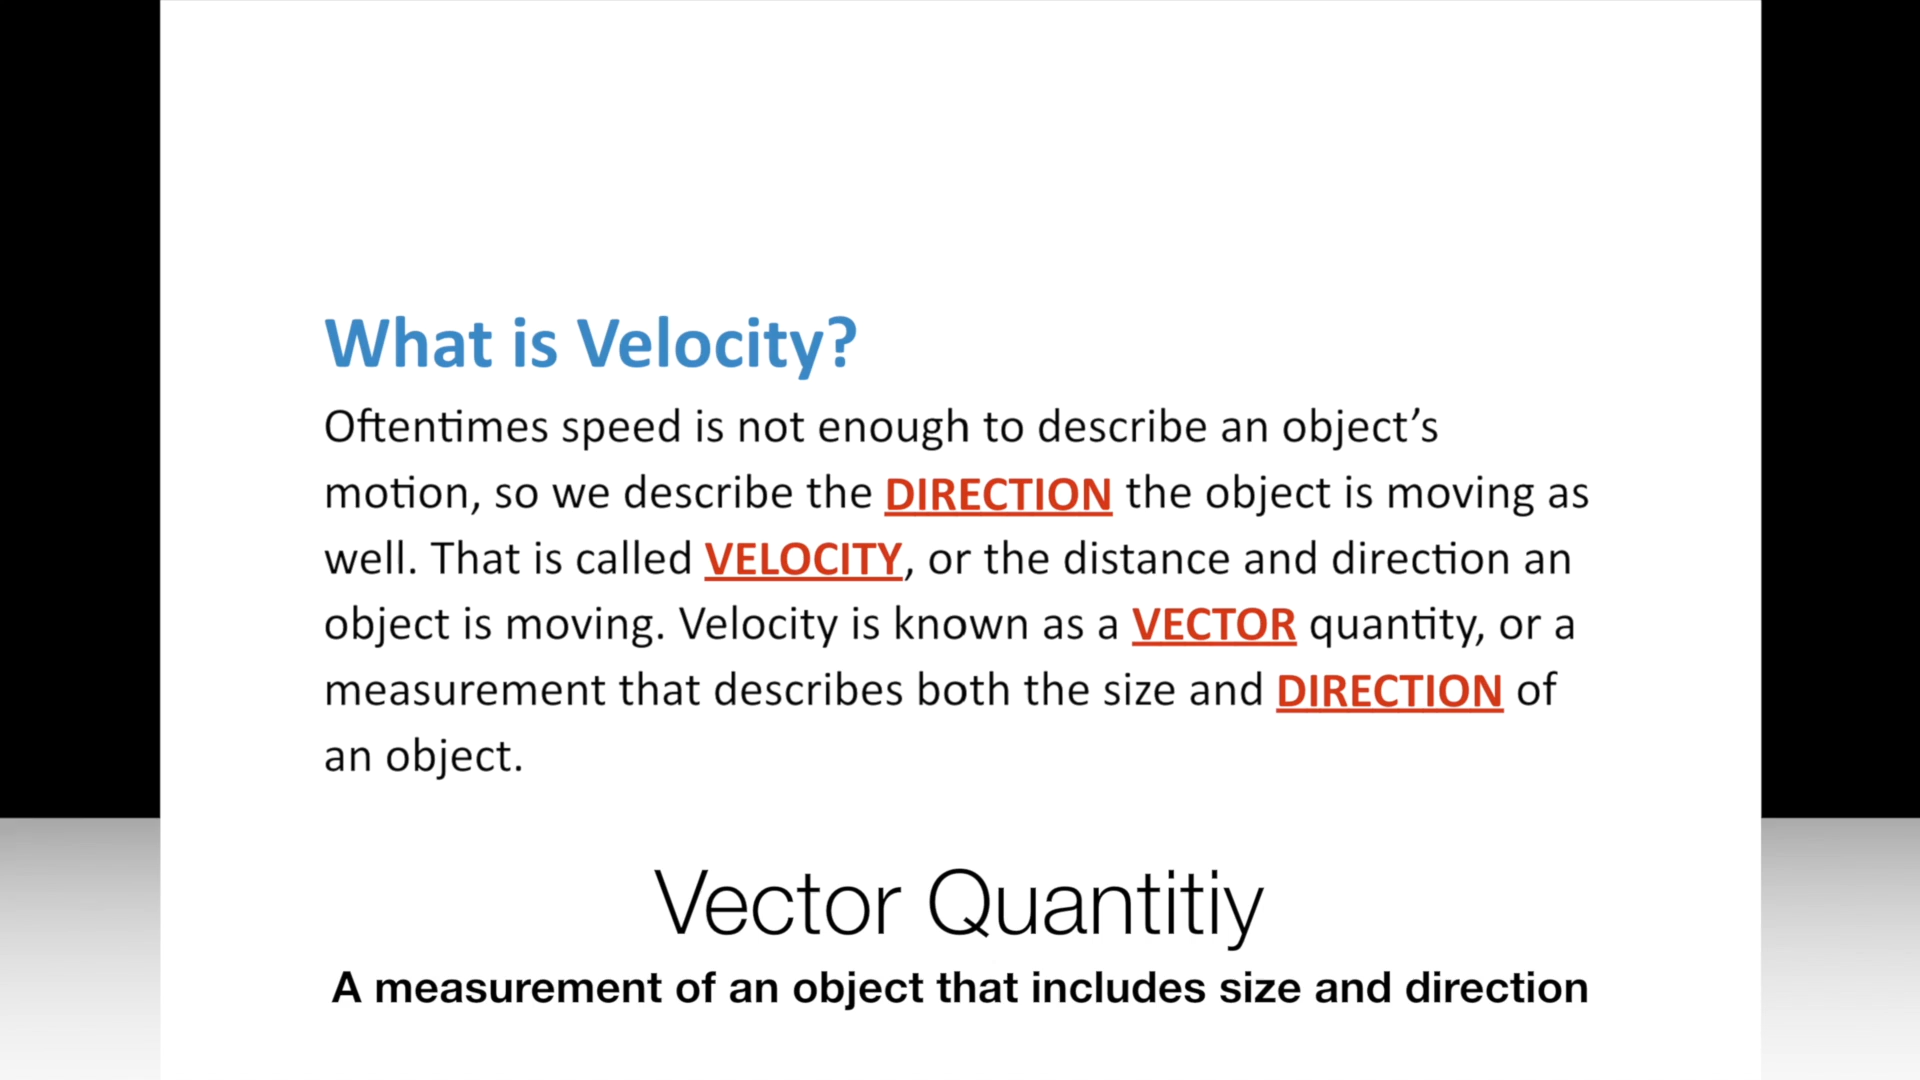 What is Velocity?
Oftentimes speed is not enough to describe an object’s
motion, so we describe the DIRECTION the object is moving as
well. That is called VELOCITY, or the distance and direction an
object is moving. Velocity is known as a VECTOR quantity, or a
measurement that describes both the size and DIRECTION of
an object.
Vector Quantitiy
A measurement of an object that includes size and direction